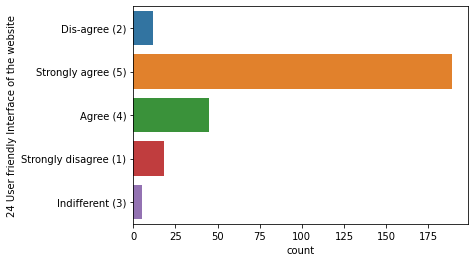 24 User friendly Interface of the website
Dis-agree (2)
Strongly agree (5)
Agree (4)
Strongly disagree (1)
Indifferent (3)
0 25 50 75 100 125 150 175
count